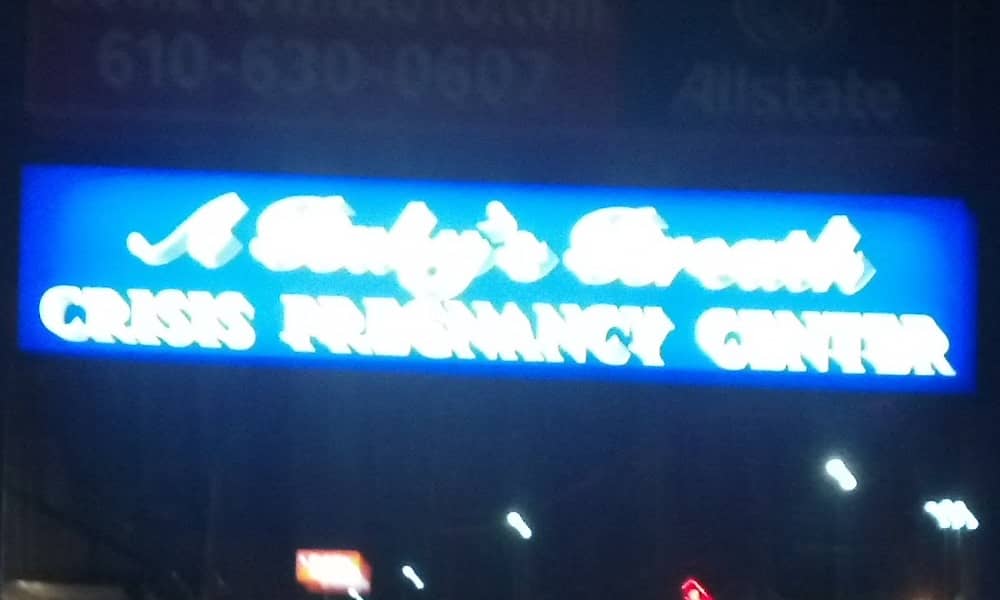 610-630-0607
Allstate
A Baby's Breath
CRISIS PREGNANCY CENTER